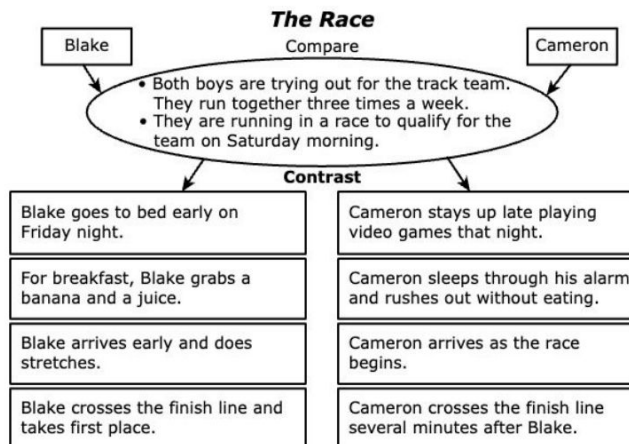 The Race
Blake
Compare
Cameron
• Both boys are trying out for the track team.
They run together three times a week.
• They are running in a race to qualify for the
team on Saturday morning.
Contrast
Blake goes to bed early on
Friday night.
Cameron stays up late playing
video games that night.
For breakfast, Blake grabs a
banana and a juice.
Cameron sleeps through his alarm
and rushes out without eating.
Blake arrives early and does
stretches.
Cameron arrives as the race
begins.
Blake crosses the finish line and
takes first place.
Cameron crosses the finish line
several minutes after Blake.